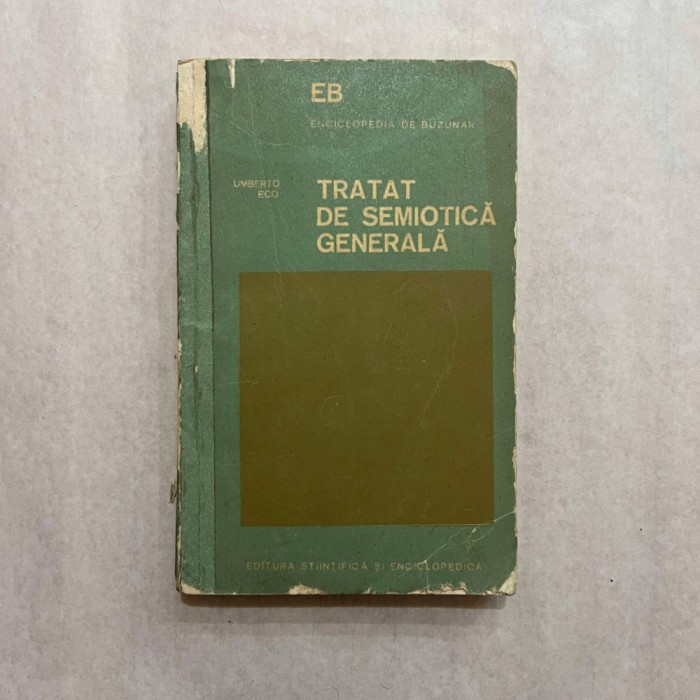 EB
ENCICLOPEDIA DE BUZUNAR
UMBERTO
ECO
TRATAT
DE SEMIOTICĂ
GENERALĂ
EDITURA ȘTIINȚIFICĂ ȘI ENCICLOPEDICĂ